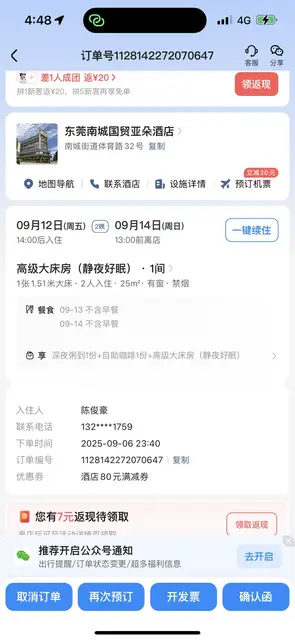 4:48
4G
订单号1128142272070647
客服
分享
差1人成团 返¥20
拼1新客返¥20，拼5新客再享免单
领返现
东莞南城国贸亚朵酒店
南城街道体育路32号 复制
立减20元
地图导航
联系酒店
设施详情
预订机票
09月12日(周五)
2晚
09月14日(周日)
14:00后入住
13:00前离店
一键续住
高级大床房（静夜好眠）· 1间
1张1.51米大床 · 2人入住 · 25m² · 有窗 · 禁烟
餐食
09-13 不含早餐
09-14 不含早餐
享
深夜粥到1份+自助咖啡1份+高级大床房（静夜好眠）
入住人 陈俊豪
联系电话 132****1759
下单时间 2025-09-06 23:40
订单编号 1128142272070647 复制
优惠券 酒店80元满减券
您有7元返现待领取
领取返现
推荐开启公众号通知
出行提醒/订单状态变更/超多福利信息
去开启
取消订单
再次预订
开发票
确认函